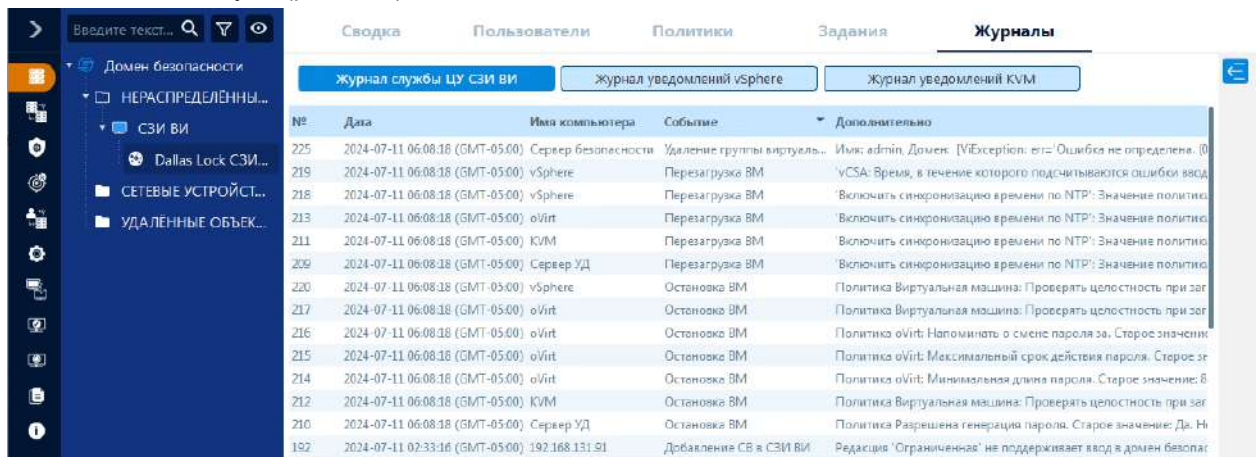 Введите текст...
Сводка Пользователи Политики Задания Журналы
Домен безопасности
НЕРАСПРЕДЕЛЁННЫ...
СЗИ ВИ
Dallas Lock СЗИ...
СЕТЕВЫЕ УСТРОЙСТ...
УДАЛЁННЫЕ ОБЪЕК...
Журнал службы ЦУ СЗИ ВИ Журнал уведомлений vSphere Журнал уведомлений KVM
№ Дата Имя компьютера Событие Дополнительно
225 2024-07-11 06:08:18 (GMT-05:00) Сервер безопасности Удаление группы виртуаль... Имя: admin, Домен: [ViException: err='Ошибка не определена. (0
219 2024-07-11 06:08:18 (GMT-05:00) vSphere Перезагрузка ВМ 'vCSA: Время, в течение которого подсчитываются ошибки ввод
218 2024-07-11 06:08:18 (GMT-05:00) vSphere Перезагрузка ВМ 'Включить синхронизацию времени по NTP': Значение политик
213 2024-07-11 06:08:18 (GMT-05:00) oVirt Перезагрузка ВМ 'Включить синхронизацию времени по NTP': Значение политик
211 2024-07-11 06:08:18 (GMT-05:00) KVM Перезагрузка ВМ 'Включить синхронизацию времени по NTP': Значение политик
209 2024-07-11 06:08:18 (GMT-05:00) Сервер УД Перезагрузка ВМ 'Включить синхронизацию времени по NTP': Значение политик
220 2024-07-11 06:08:18 (GMT-05:00) vSphere Остановка ВМ Политика Виртуальная машина: Проверять целостность при заг
217 2024-07-11 06:08:18 (GMT-05:00) oVirt Остановка ВМ Политика Виртуальная машина: Проверять целостность при заг
216 2024-07-11 06:08:18 (GMT-05:00) oVirt Остановка ВМ Политика oVirt: Напоминать о смене пароля за. Старое значение
215 2024-07-11 06:08:18 (GMT-05:00) oVirt Остановка ВМ Политика oVirt: Максимальный срок действия пароля. Старое зн
214 2024-07-11 06:08:18 (GMT-05:00) oVirt Остановка ВМ Политика oVirt: Минимальная длина пароля. Старое значение: 8
212 2024-07-11 06:08:18 (GMT-05:00) KVM Остановка ВМ Политика Виртуальная машина: Проверять целостность при заг
210 2024-07-11 06:08:18 (GMT-05:00) Сервер УД Остановка ВМ Политика Разрешена генерация пароля. Старое значение: Да. Н
192 2024-07-11 02:33:16 (GMT-05:00) 192.168.131.91 Добавление СВ в СЗИ ВИ Редакция 'Ограниченная' не поддерживает ввод в домен безопас